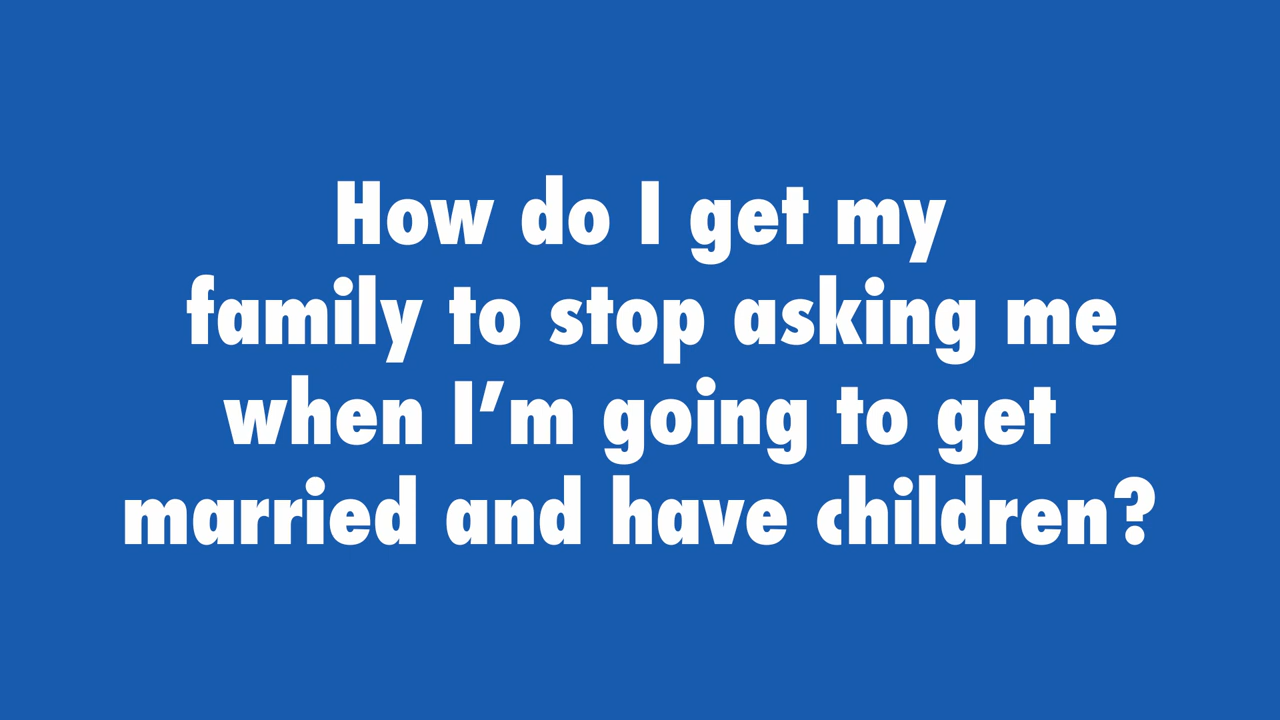 How do I get my
family to stop asking me
when I’m going to get
married and have children?